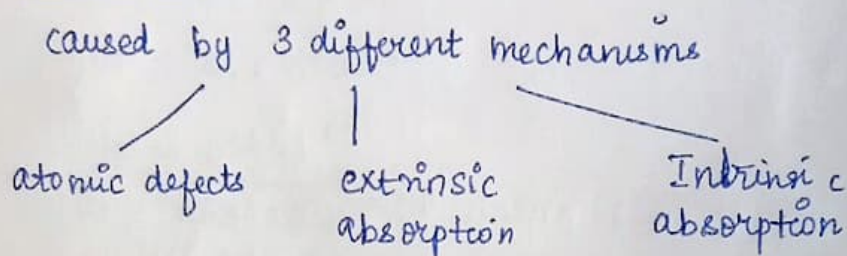 caused by 3 different mechanisms
atomic defects extrinsic Intrinsic
absorption absorption